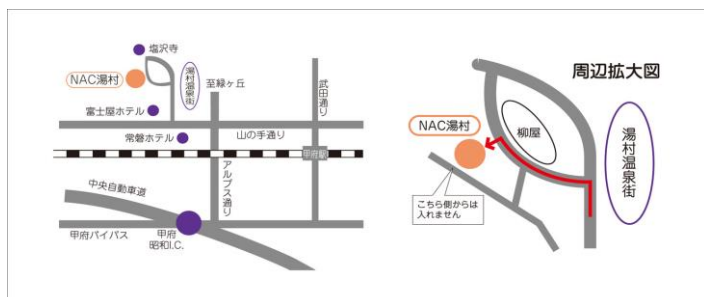 塩沢寺
NAC湯村
湯村温泉街
至緑ヶ丘
武田通り
富士屋ホテル
常磐ホテル
山の手通り
甲府駅
アルプス通り
中央自動車道
甲府バイパス
甲府
昭和I.C.
周辺拡大図
NAC湯村
柳屋
湯村温泉街
こちら側からは
入れません